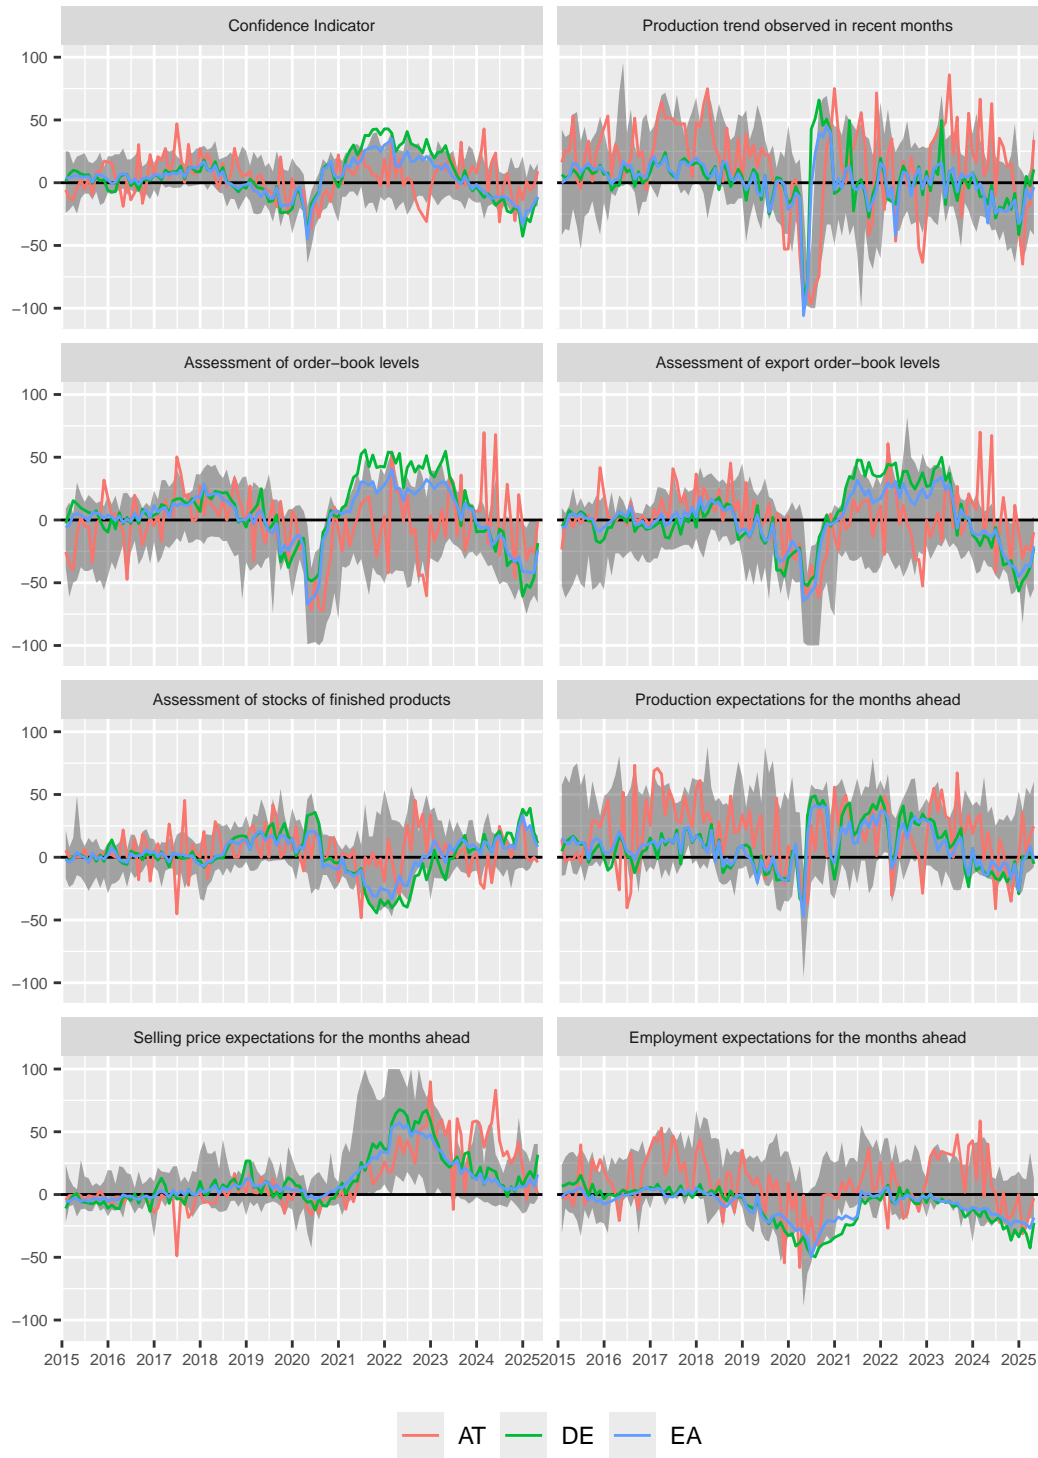 Confidence Indicator
Production trend observed in recent months
100
50
0
−50
−100
Assessment of order−book levels
Assessment of export order−book levels
100
50
0
−50
−100
Assessment of stocks of finished products
Production expectations for the months ahead
100
50
0
−50
−100
Selling price expectations for the months ahead
Employment expectations for the months ahead
100
50
0
−50
−100
2015 2016 2017 2018 2019 2020 2021 2022 2023 2024 2025
2015 2016 2017 2018 2019 2020 2021 2022 2023 2024 2025
AT DE EA